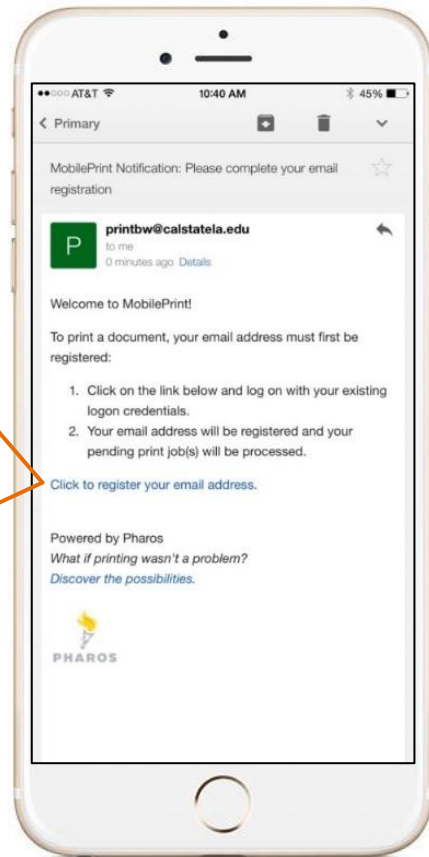 AT&T 10:40 AM 45%
Primary
MobilePrint Notification: Please complete your email
registration
P
printbw@calstatela.edu
to me
0 minutes ago Details
Welcome to MobilePrint!
To print a document, your email address must first be
registered:
1. Click on the link below and log on with your existing
logon credentials.
2. Your email address will be registered and your
pending print job(s) will be processed.
Click to register your email address.
Powered by Pharos
What if printing wasn't a problem?
Discover the possibilities.
PHAROS